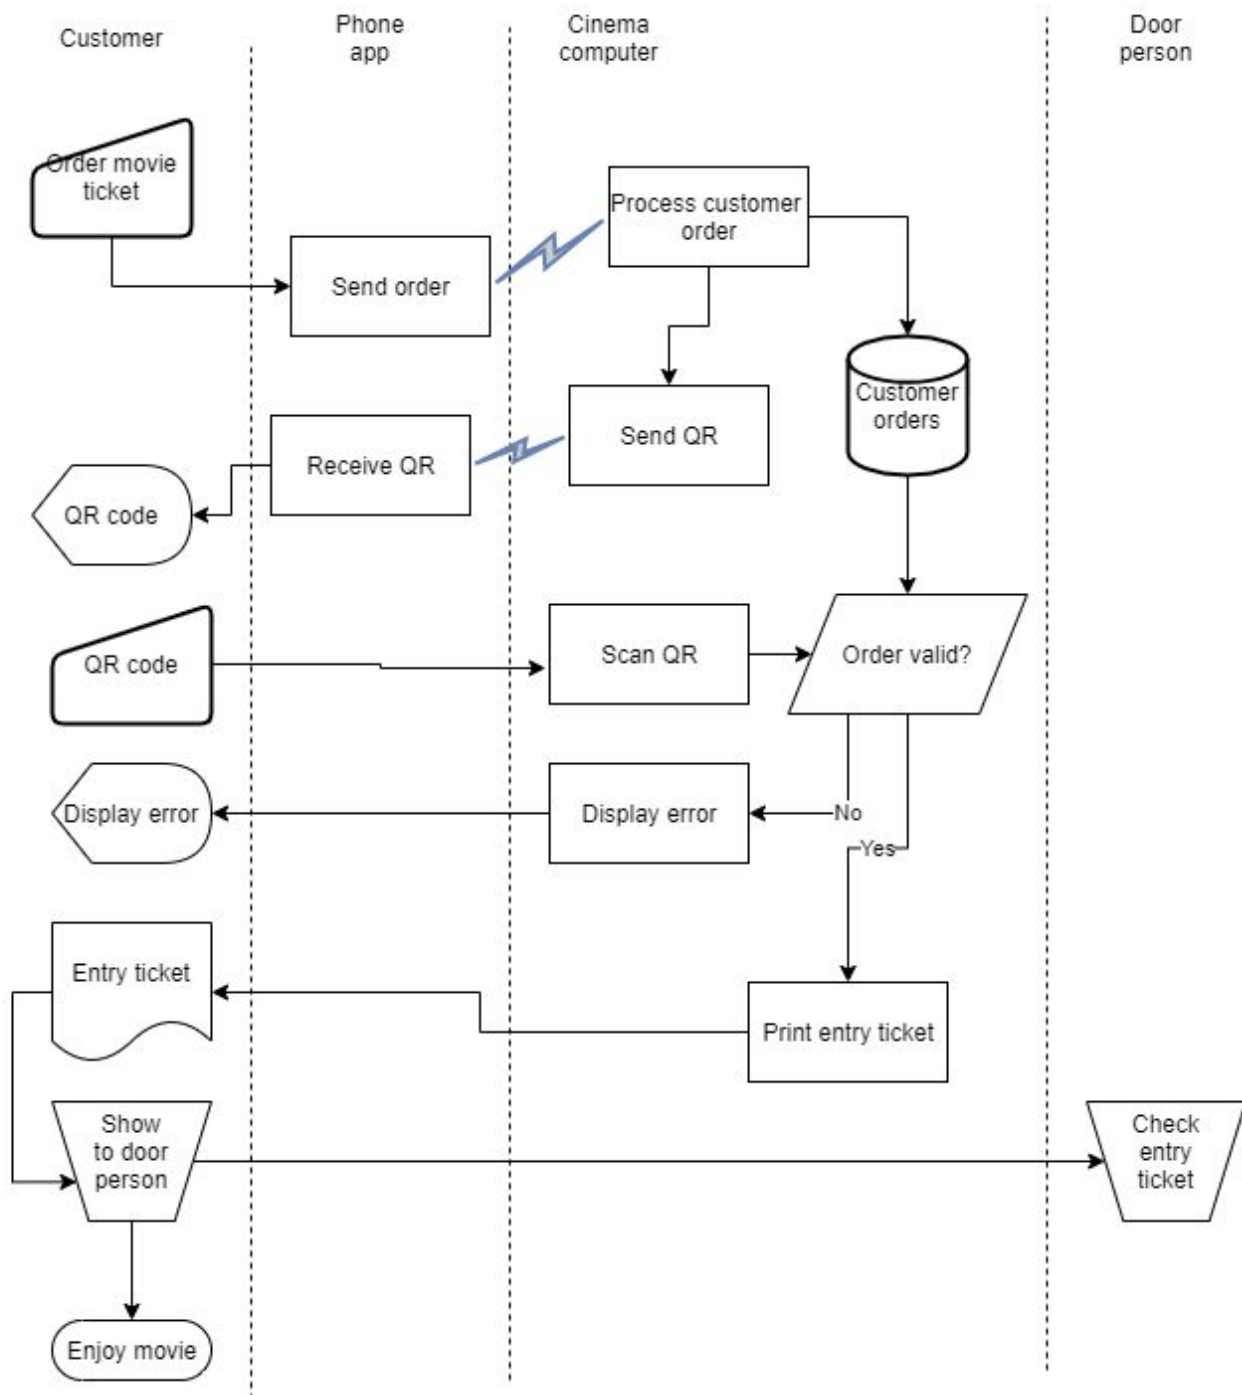 Customer
Phone
app
Cinema
computer
Door
person
Order movie
ticket
Process customer
order
Send order
Customer
orders
Send QR
Receive QR
QR code
QR code
Scan QR
Order valid?
Display error
Display error
No
Yes
Entry ticket
Print entry ticket
Show
to door
person
Check
entry
ticket
Enjoy movie